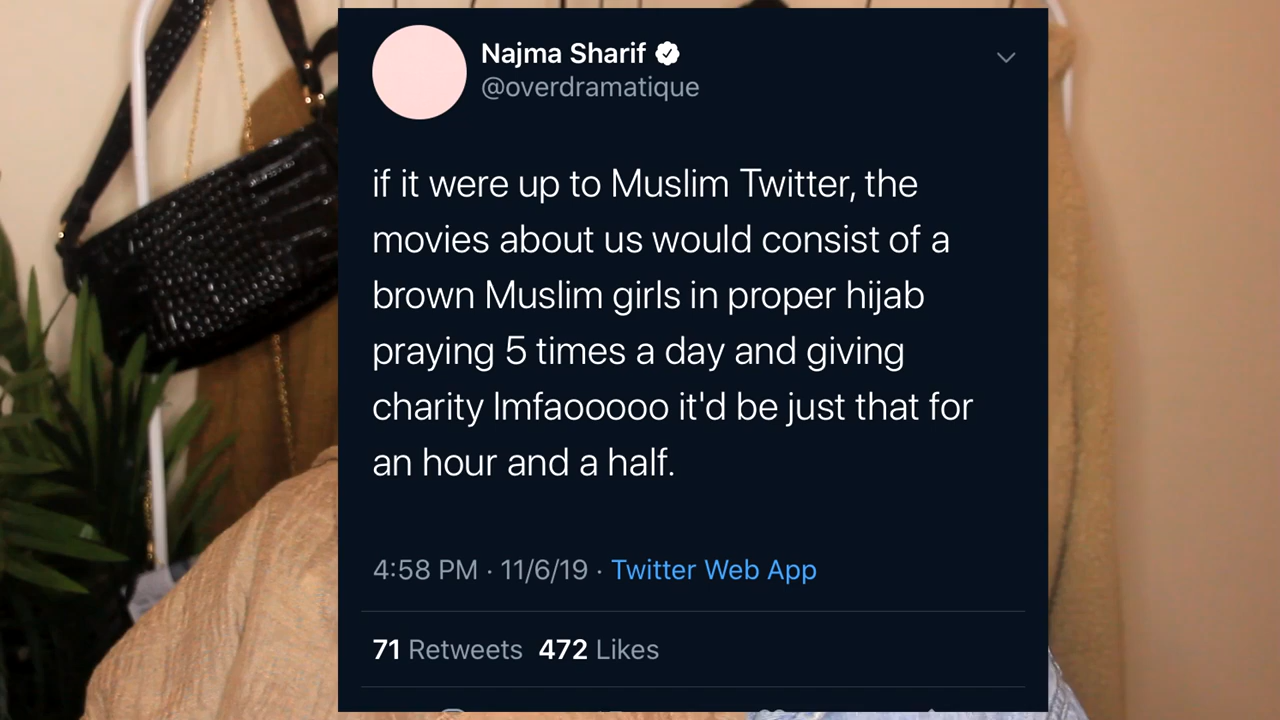 Najma Sharif
@overdramatique
if it were up to Muslim Twitter, the
movies about us would consist of a
brown Muslim girls in proper hijab
praying 5 times a day and giving
charity lmfaooooo it'd be just that for
an hour and a half.
4:58 PM · 11/6/19 · Twitter Web App
71 Retweets 472 Likes